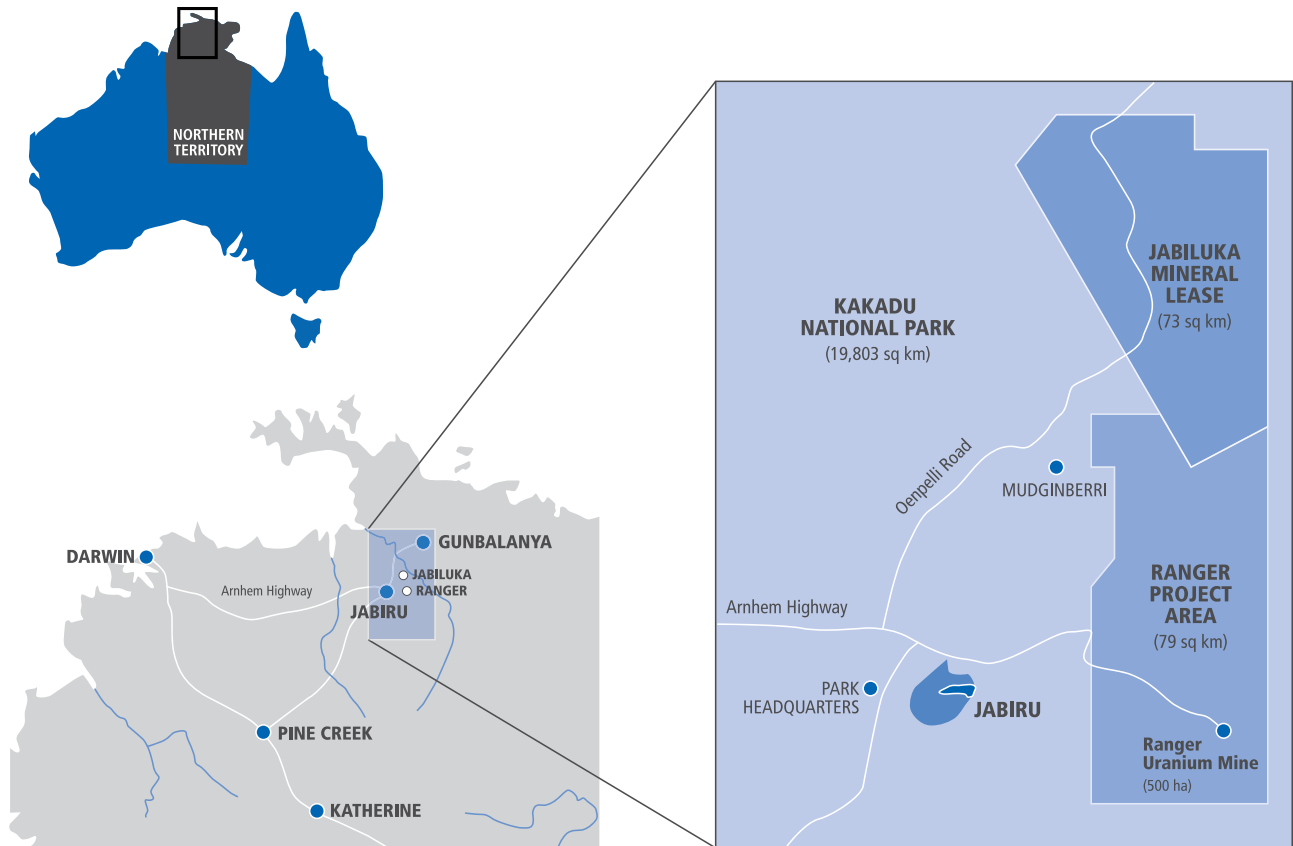 NORTHERN
TERRITORY
DARWIN
Arnhem Highway
GUNBALANYA
JABILUKA
RANGER
JABIRU
PINE CREEK
KATHERINE
KAKADU
NATIONAL PARK
(19,803 sq km)
JABILUKA
MINERAL
LEASE
(73 sq km)
Oenpelli Road
MUDGINBERRI
Arnhem Highway
RANGER
PROJECT
AREA
(79 sq km)
PARK
HEADQUARTERS
JABIRU
Ranger
Uranium Mine
(500 ha)